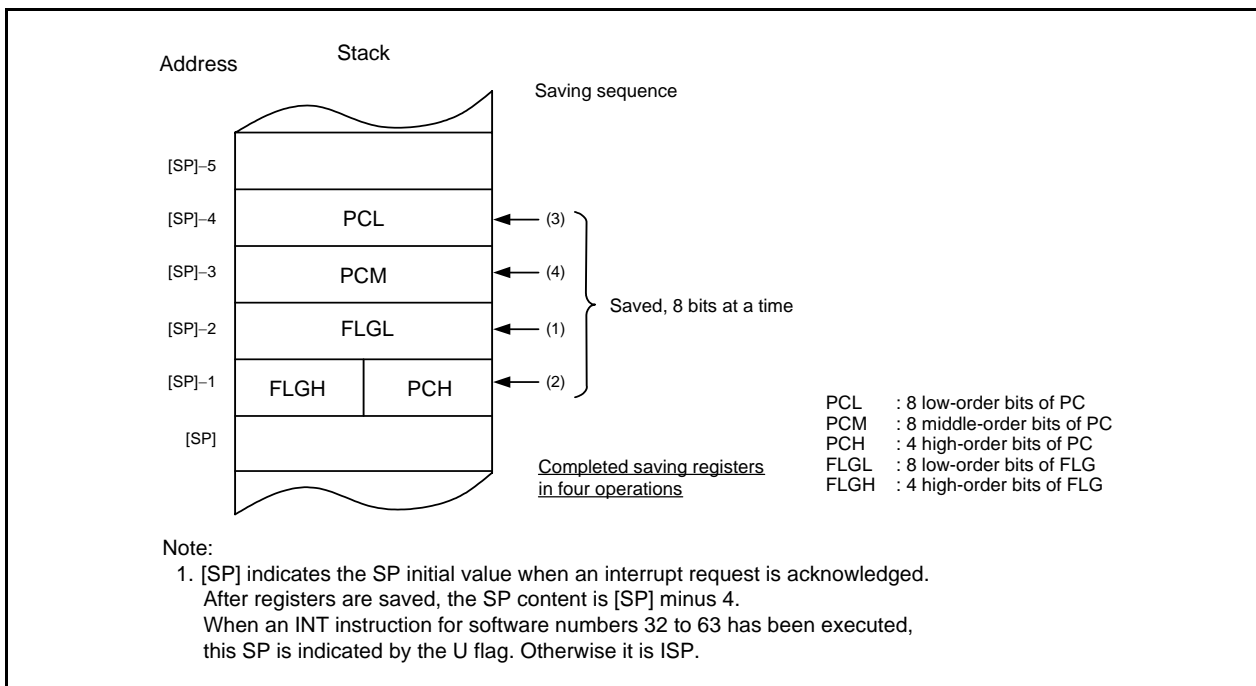 Address
Stack
Saving sequence
[SP]−5
[SP]−4 PCL (3)
[SP]−3 PCM (4)
Saved, 8 bits at a time
[SP]−2 FLGL (1)
[SP]−1 FLGH PCH (2)
[SP]
Completed saving registers
in four operations
PCL : 8 low-order bits of PC
PCM : 8 middle-order bits of PC
PCH : 4 high-order bits of PC
FLGL : 8 low-order bits of FLG
FLGH : 4 high-order bits of FLG
Note:
1. [SP] indicates the SP initial value when an interrupt request is acknowledged.
After registers are saved, the SP content is [SP] minus 4.
When an INT instruction for software numbers 32 to 63 has been executed,
this SP is indicated by the U flag. Otherwise it is ISP.